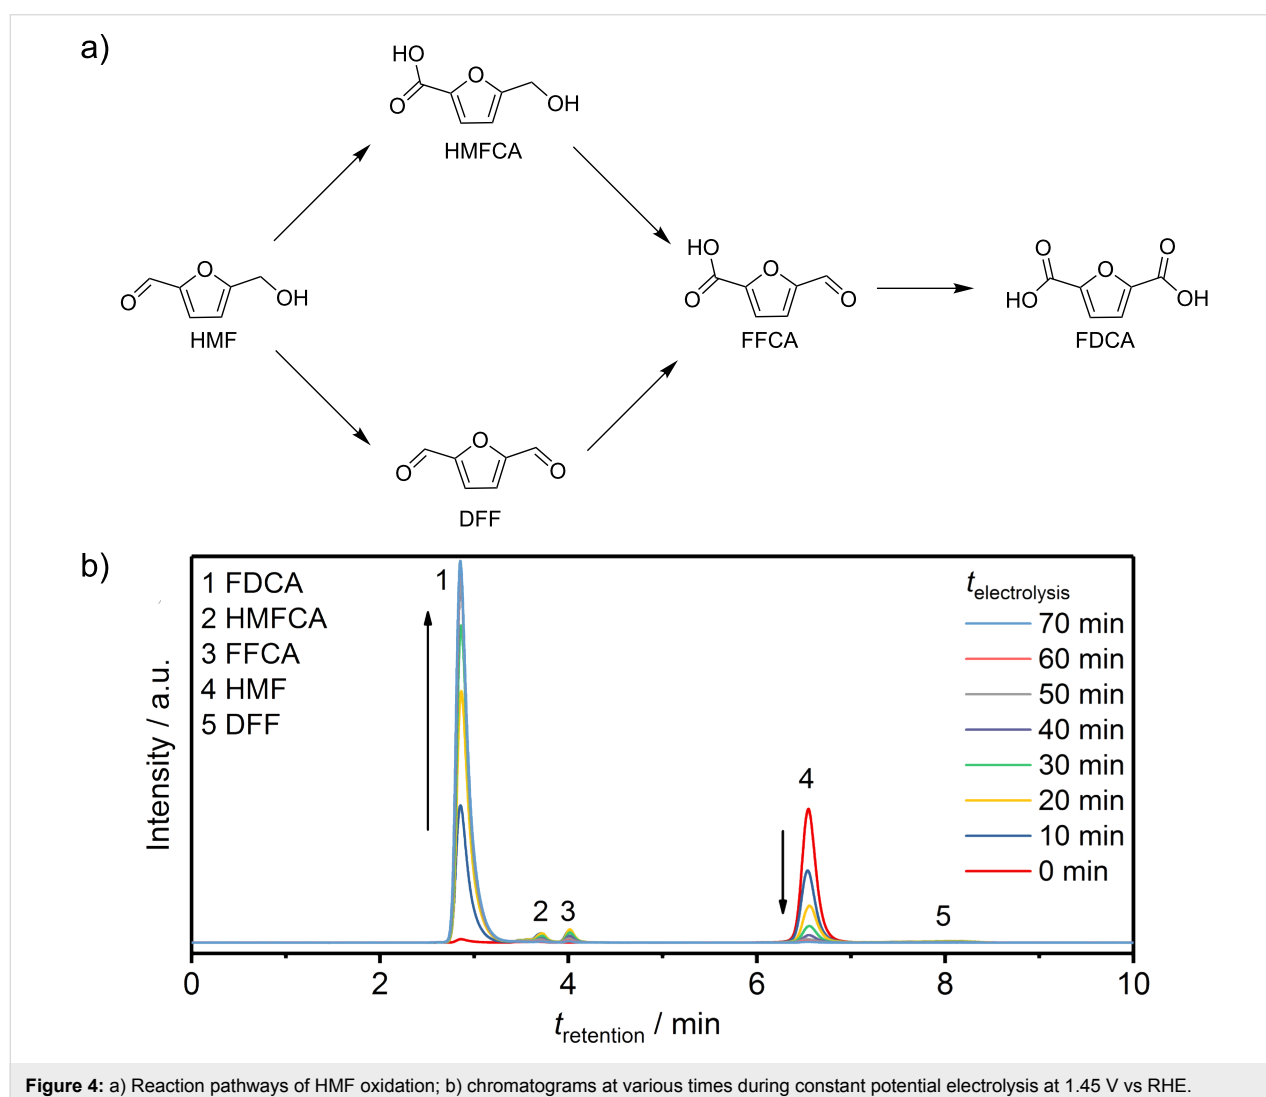 a)
HO
O
O
OH
HMFCA
O
O
OH
HMF
HO
O
O
O
FFCA
O
O
O
HO
OH
FDCA
O
O
O
DFF
b)
1 FDCA
2 HMFCA
3 FFCA
4 HMF
5 DFF
1
2
3
4
5
telectrolysis
70 min
60 min
50 min
40 min
30 min
20 min
10 min
0 min
Intensity / a.u.
0 2 4 6 8 10
tretention / min
Figure 4: a) Reaction pathways of HMF oxidation; b) chromatograms at various times during constant potential electrolysis at 1.45 V vs RHE.